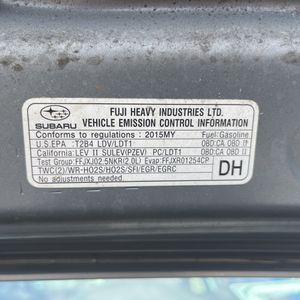 SUBARU
FUJI HEAVY INDUSTRIES LTD.
VEHICLE EMISSION CONTROL INFORMATION
Conforms to regulations: 2015MY Fuel: Gasoline
U.S.EPA :T2B4 LDV/LDT1 OBD:CA OBD II
California: LEV II SULEV(PZEV) PC/LDT1 OBD:CA OBD II
Test Group: FFJXJ02.5NKR(2.0L) Evap: FFJXR01254CP
TWC(2)/WR-HO2S/HO2S/SFI/EGR/EGRC
No adjustments needed.
DH